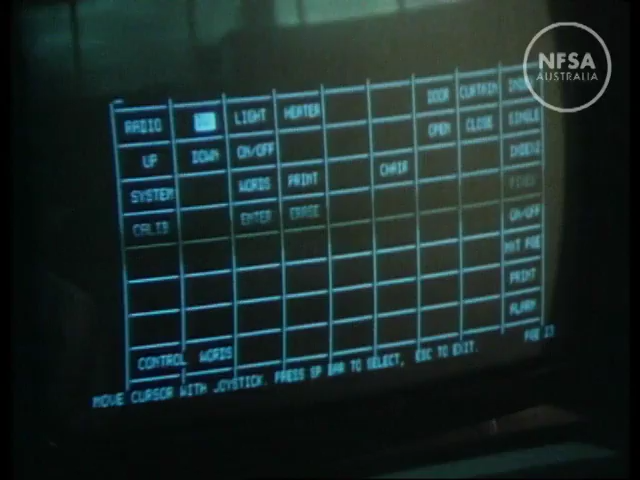 NFSA
AUSTRALIA
DOOR CURTAIN
RADIO LIGHT HEATER OPEN CLOSE SINGLE
UP DOWN ON/OFF
SYSTEM WORDS PRINT CHAIR
CALIB ENTER ERASE ON/OFF
NXT PGE
PRINT
ALARM
CONTROL WORDS
MOVE CURSOR WITH JOYSTICK. PRESS SP BAR TO SELECT, ESC TO EXIT.